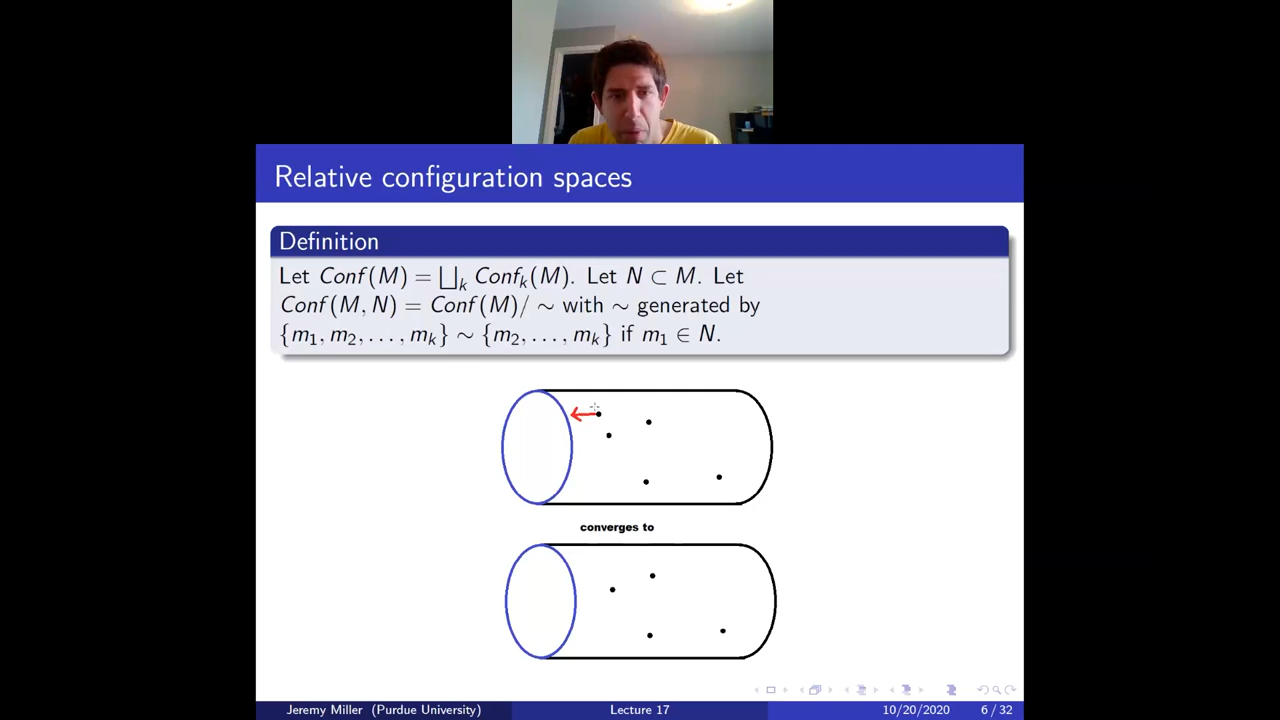 Relative configuration spaces
Definition
Let Conf(M) = ⨆ₖ Confₖ(M). Let N ⊂ M. Let
Conf(M, N) = Conf(M)/ ∼ with ∼ generated by
{m₁, m₂, . . . , mₖ} ∼ {m₂, . . . , mₖ} if m₁ ∈ N.
converges to
Jeremy Miller (Purdue University) Lecture 17 10/20/2020 6 / 32